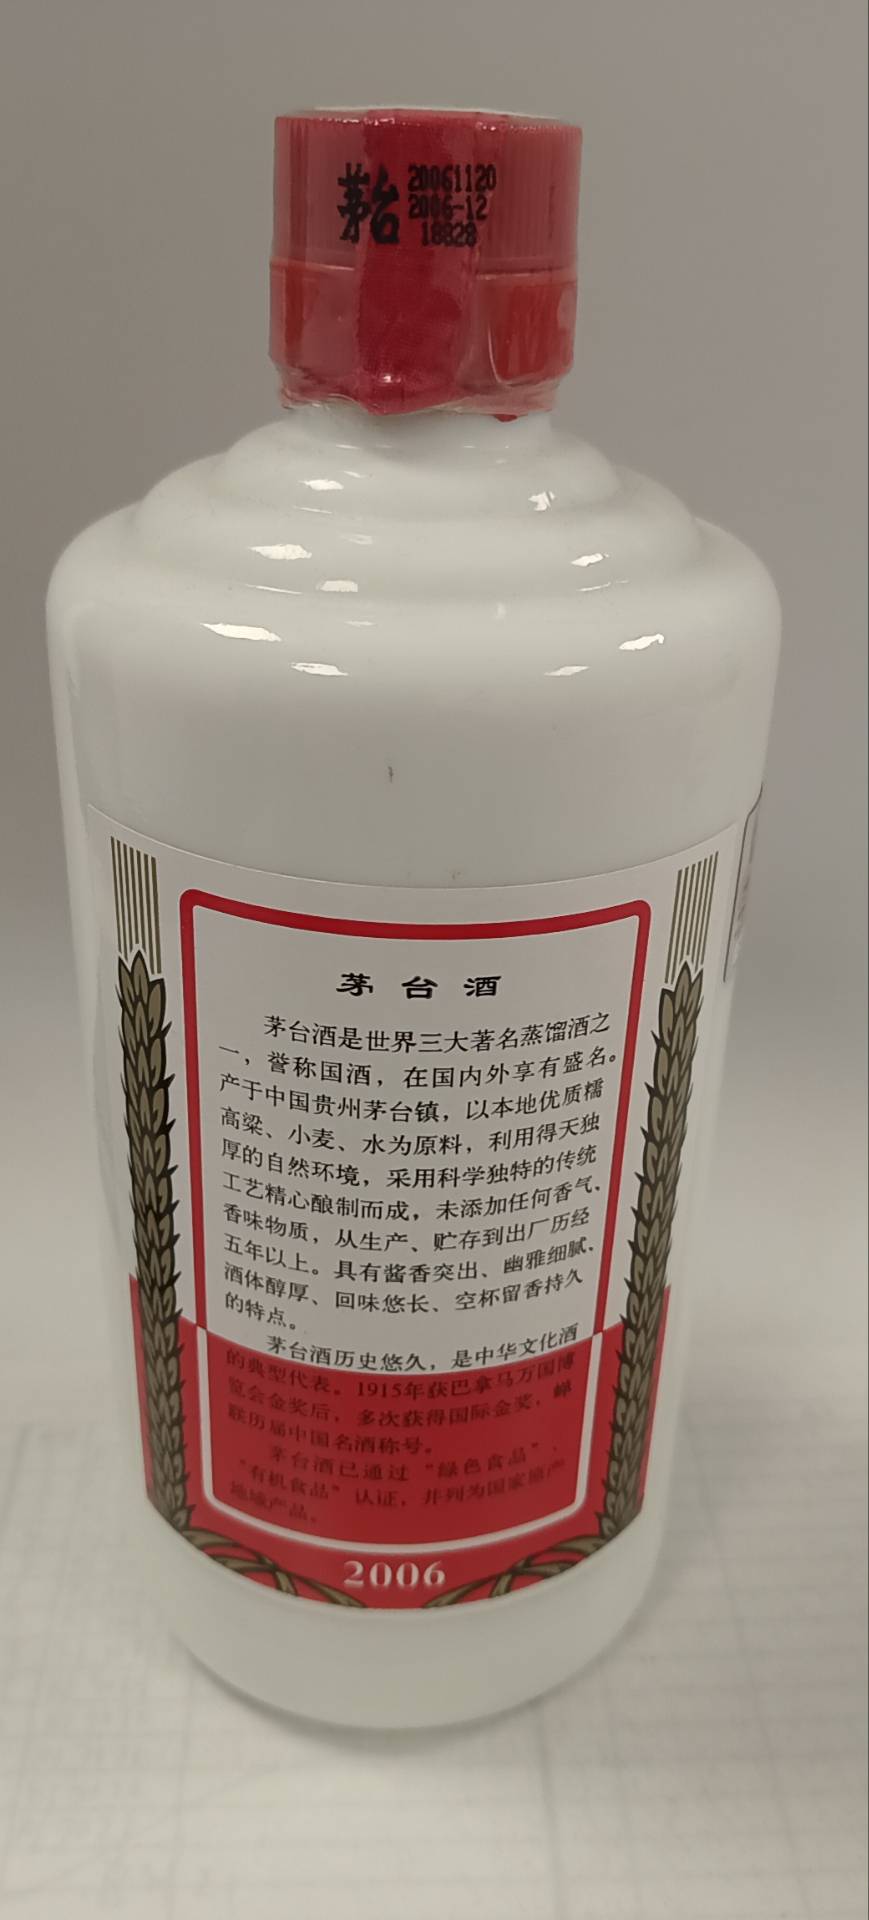 茅台
20061120
2006-12
18828
茅台酒
茅台酒是世界三大著名蒸馏酒之
一，誉称国酒，在国内外享有盛名。
产于中国贵州茅台镇，以本地优质糯
高粱、小麦、水为原料，利用得天独
厚的自然环境，采用科学独特的传统
工艺精心酿制而成，未添加任何香气、
香味物质，从生产、贮存到出厂历经
五年以上。具有酱香突出、幽雅细腻、
酒体醇厚、回味悠长、空杯留香持久
的特点。
茅台酒历史悠久，是中华文化酒
的典型代表。1915年获巴拿马万国博
览会金奖后，多次获得国际金奖，蝉
联历届中国名酒称号。
茅台酒已通过“绿色食品”、
“有机食品”认证，并列为国家原产
地域产品。
2006